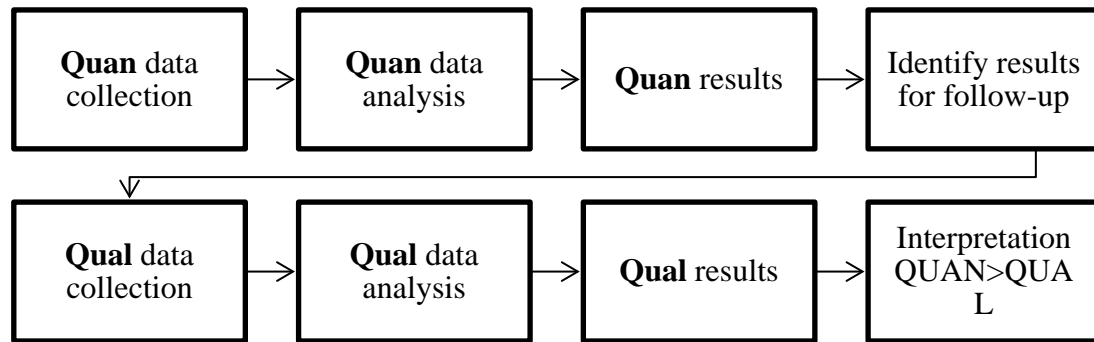 Quan data
collection
Quan data
analysis
Quan results
Identify results
for follow-up
Qual data
collection
Qual data
analysis
Qual results
Interpretation
QUAN>QUA
L